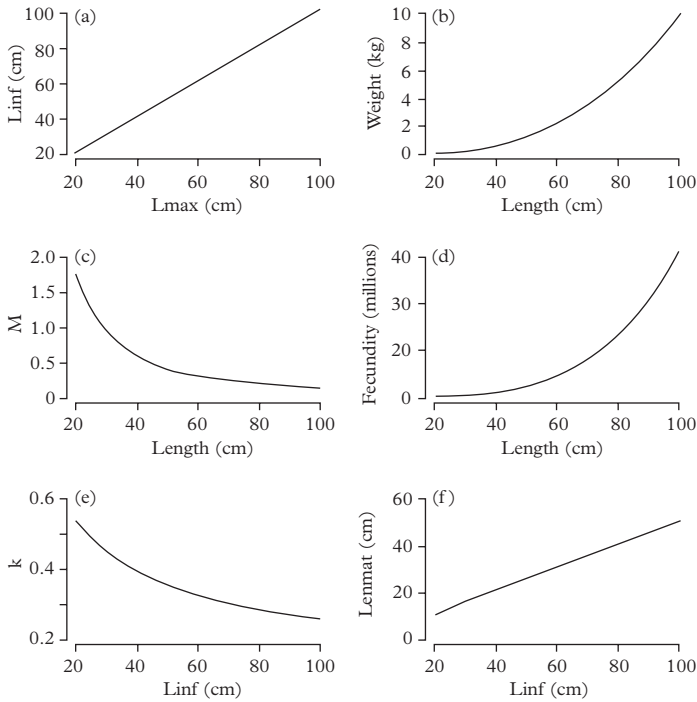 (a)
Linf (cm)
100
80
60
40
20
20 40 60 80 100
Lmax (cm)
(b)
Weight (kg)
10
8
6
4
2
0
20 40 60 80 100
Length (cm)
(c)
M
2.0
1.5
1.0
0.5
0
20 40 60 80 100
Length (cm)
(d)
Fecundity (millions)
40
30
20
0
20 40 60 80 100
Length (cm)
(e)
k
0.6
0.4
0.2
20 40 60 80 100
Linf (cm)
(f)
Lenmat (cm)
60
40
20
0
20 40 60 80 100
Linf (cm)